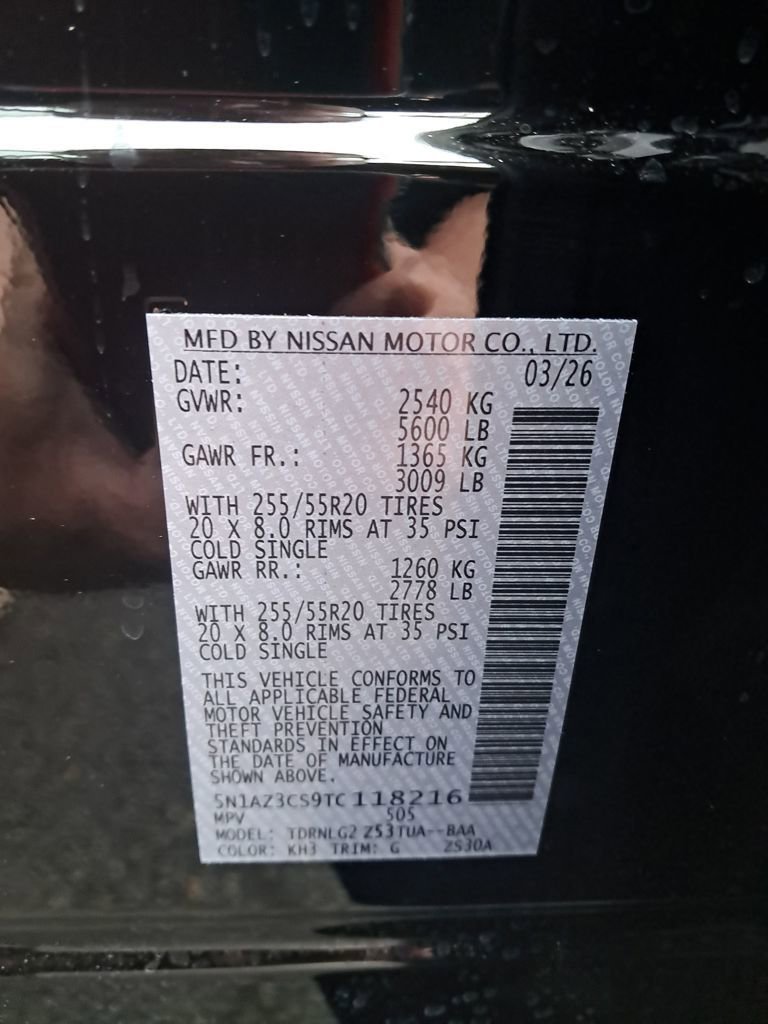 MFD BY NISSAN MOTOR CO., LTD.
DATE: 03/26
GVWR: 2540 KG
5600 LB
GAWR FR.: 1365 KG
3009 LB
WITH 255/55R20 TIRES
20 X 8.0 RIMS AT 35 PSI
COLD SINGLE
GAWR RR.: 1260 KG
2778 LB
WITH 255/55R20 TIRES
20 X 8.0 RIMS AT 35 PSI
COLD SINGLE
THIS VEHICLE CONFORMS TO
ALL APPLICABLE FEDERAL
MOTOR VEHICLE SAFETY AND
THEFT PREVENTION
STANDARDS IN EFFECT ON
THE DATE OF MANUFACTURE
SHOWN ABOVE.
5N1AZ3CS9TC118216
MPV 505
MODEL: TDRNLG2 Z53TUA--BAA
COLOR: KH3 TRIM: G ZS30A